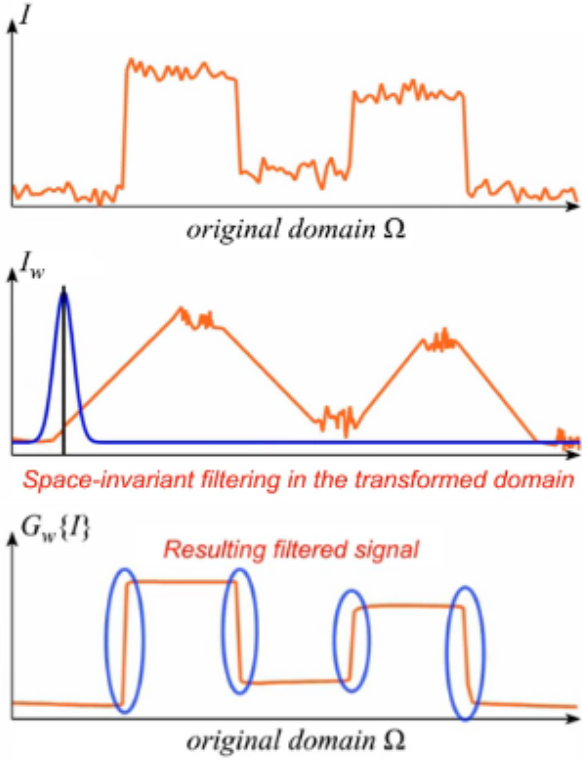 I
original domain Ω
I_w
Space-invariant filtering in the transformed domain
G_w{I}
Resulting filtered signal
original domain Ω